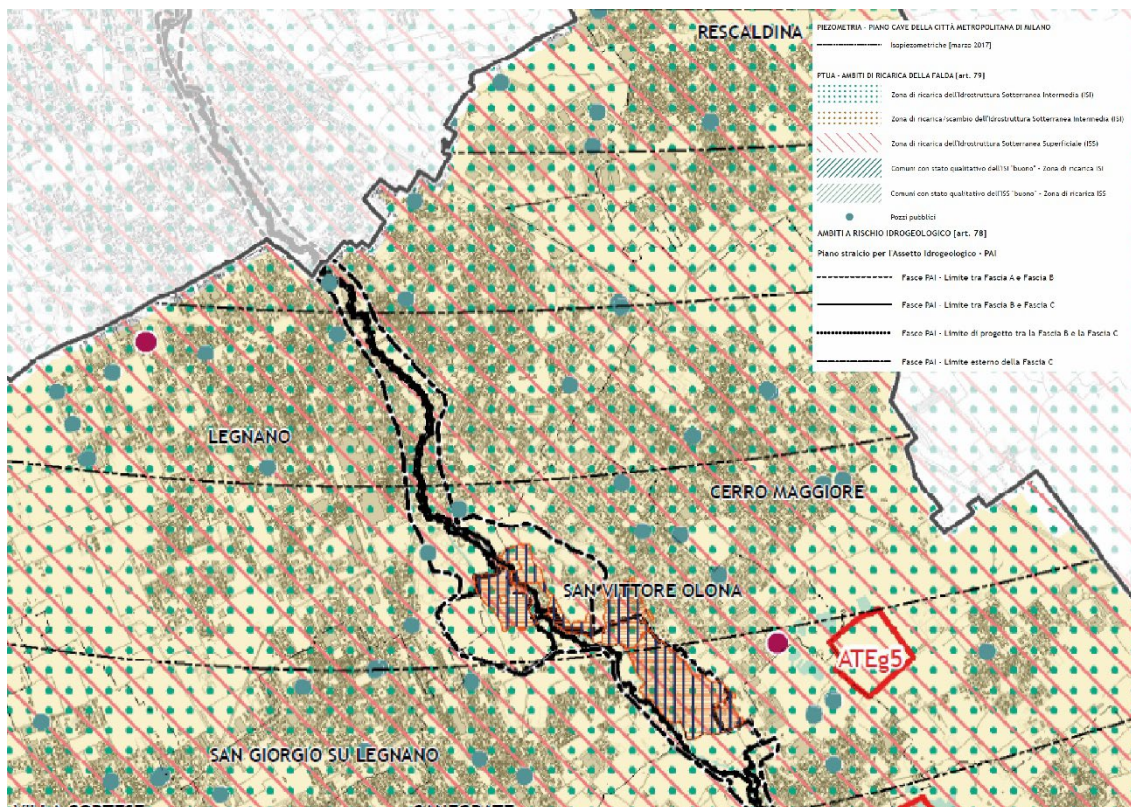 RESCALDINA
PIEZOMETRIA - PIANO CAVE DELLA CITTÀ METROPOLITANA DI MILANO
Isopiezometriche [marzo 2017]
PTUA - AMBITI DI RICARICA DELLA FALDA [art. 79]
Zona di ricarica dell'Idrostruttura Sotterranea Intermedia (ISI)
Zona di ricarica/scambio dell'Idrostruttura Sotterranea Intermedia (ISI)
Zona di ricarica dell'Idrostruttura Sotterranea Superficiale (ISS)
Comuni con stato qualitativo dell'ISI "buono" - Zona di ricarica ISI
Comuni con stato qualitativo dell'ISS "buono" - Zona di ricarica ISS
Pozzi pubblici
AMBITI A RISCHIO IDROGEOLOGICO [art. 78]
Piano stralcio per l'Assetto Idrogeologico - PAI
Fasce PAI - Limite tra Fascia A e Fascia B
Fasce PAI - Limite tra Fascia B e Fascia C
Fasce PAI - Limite di progetto tra la Fascia B e la Fascia C
Fasce PAI - Limite esterno della Fascia C
LEGNANO
CERRO MAGGIORE
SAN VITTORE OLONA
ATEg5
SAN GIORGIO SU LEGNANO
VILLA CORTESE
CANEGRATE